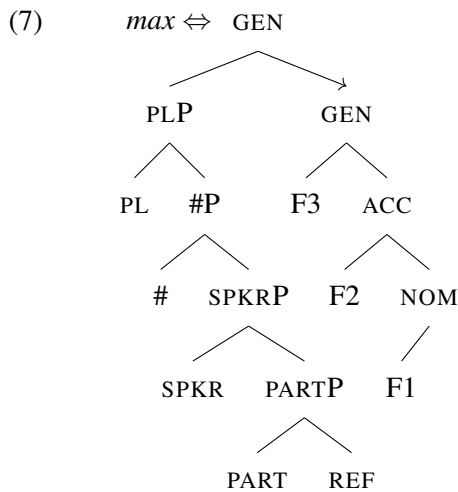 (7) max ⇔ GEN
PLP GEN
PL #P F3 ACC
# SPKRP F2 NOM
SPKR PARTP F1
PART REF